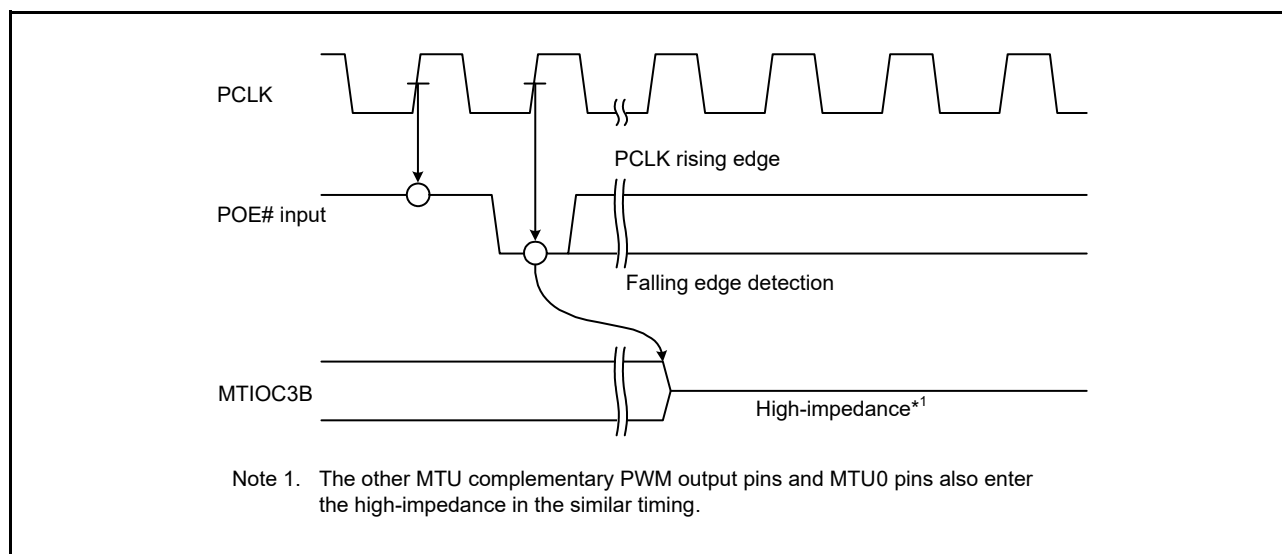 PCLK
PCLK rising edge
POE# input
Falling edge detection
MTIOC3B
High-impedance*1
Note 1. The other MTU complementary PWM output pins and MTU0 pins also enter
the high-impedance in the similar timing.